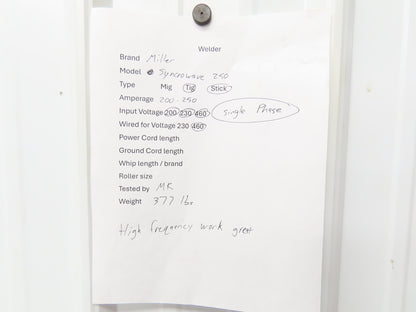 Welder
Brand Miller
Model Syncrowave 250
Type Mig Tig Stick
Amperage 200-250
Input Voltage 200 230 460 Single Phase
Wired for Voltage 230 460
Power Cord length
Ground Cord length
Whip length / brand
Roller size
Tested by MK
Weight 377 lbs
High frequency work great